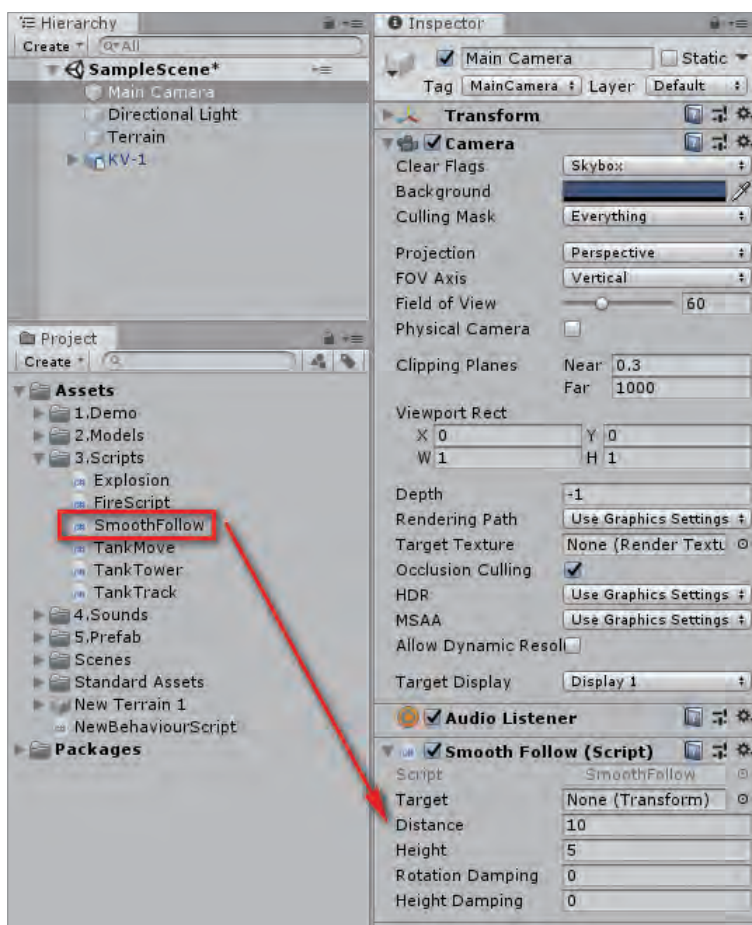 Hierarchy
Create
All
SampleScene*
Main Camera
Directional Light
Terrain
KV-1
Project
Create
Assets
1.Demo
2.Models
3.Scripts
Explosion
FireScript
SmoothFollow
TankMove
TankTower
TankTrack
4.Sounds
5.Prefab
Scenes
Standard Assets
New Terrain 1
NewBehaviourScript
Packages
Inspector
Main Camera Static
Tag MainCamera Layer Default
Transform
Camera
Clear Flags Skybox
Background
Culling Mask Everything
Projection Perspective
FOV Axis Vertical
Field of View 60
Physical Camera
Clipping Planes Near 0.3
Far 1000
Viewport Rect
X 0 Y 0
W 1 H 1
Depth -1
Rendering Path Use Graphics Settings
Target Texture None (Render Textu
Occlusion Culling
HDR Use Graphics Settings
MSAA Use Graphics Settings
Allow Dynamic Resol
Target Display Display 1
Audio Listener
Smooth Follow (Script)
Script SmoothFollow
Target None (Transform)
Distance 10
Height 5
Rotation Damping 0
Height Damping 0